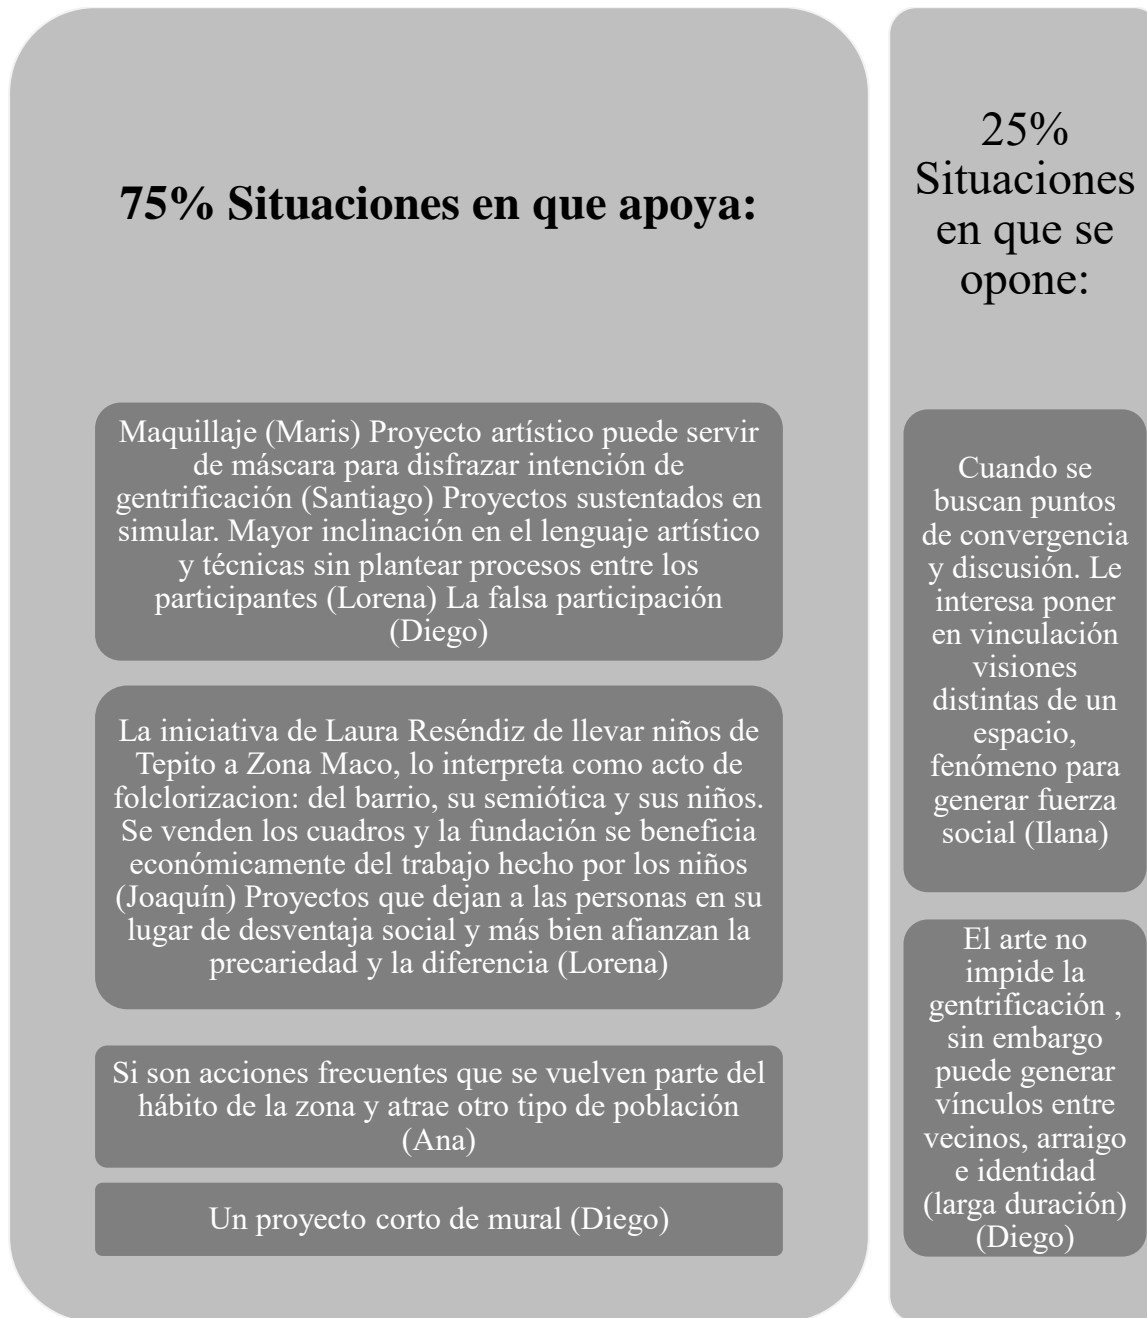 75% Situaciones en que apoya:
Maquillaje (Maris) Proyecto artístico puede servir
de máscara para disfrazar intención de
gentrificación (Santiago) Proyectos sustentados en
simular. Mayor inclinación en el lenguaje artístico
y técnicas sin plantear procesos entre los
participantes (Lorena) La falsa participación
(Diego)
La iniciativa de Laura Reséndiz de llevar niños de
Tepito a Zona Maco, lo interpreta como acto de
folclorizacion: del barrio, su semiótica y sus niños.
Se venden los cuadros y la fundación se beneficia
económicamente del trabajo hecho por los niños
(Joaquín) Proyectos que dejan a las personas en su
lugar de desventaja social y más bien afianzan la
precariedad y la diferencia (Lorena)
Si son acciones frecuentes que se vuelven parte del
hábito de la zona y atrae otro tipo de población
(Ana)
Un proyecto corto de mural (Diego)
25%
Situaciones
en que se
opone:
Cuando se
buscan puntos
de convergencia
y discusión. Le
interesa poner
en vinculación
visiones
distintas de un
espacio,
fenómeno para
generar fuerza
social (Ilana)
El arte no
impide la
gentrificación ,
sin embargo
puede generar
vínculos entre
vecinos, arraigo
e identidad
(larga duración)
(Diego)